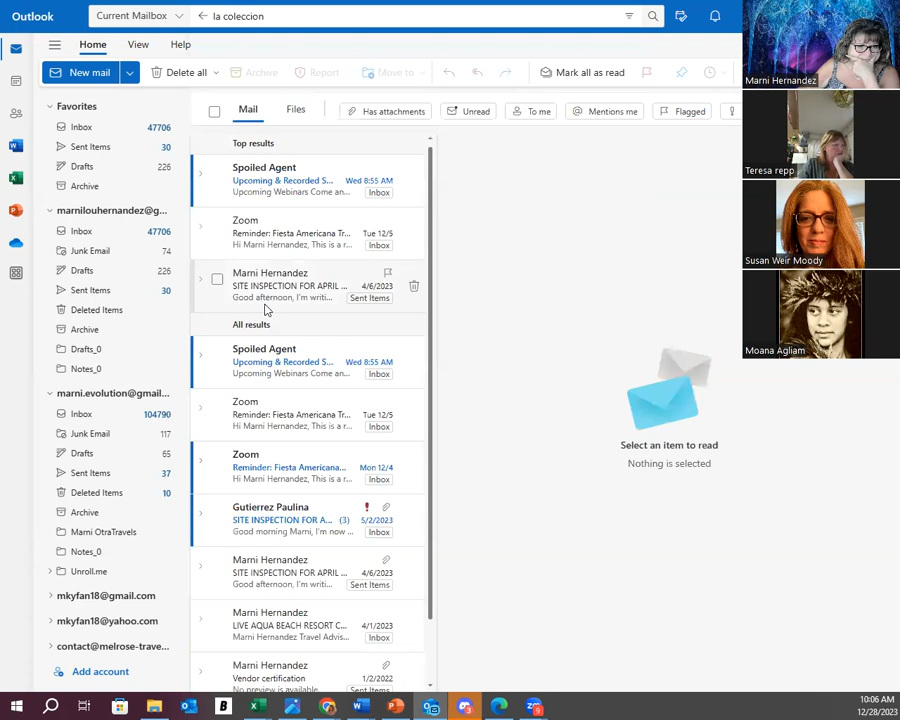 Outlook
Current Mailbox
la coleccion
Home
View
Help
New mail
Delete all
Archive
Report
Move to
Mark all as read
Favorites
Inbox 47706
Sent Items 30
Drafts 226
Archive
marnilouhernandez@g...
Inbox 47706
Junk Email 74
Drafts 226
Sent Items 30
Deleted Items
Archive
Drafts_0
Notes_0
marni.evolution@gmail...
Inbox 104790
Junk Email 117
Drafts 65
Sent Items 37
Deleted Items 10
Archive
Marni OtraTravels
Notes_0
Unroll.me
mkyfan18@gmail.com
mkyfan18@yahoo.com
contact@melrose-trave...
Add account
Mail
Files
Has attachments
Unread
To me
Mentions me
Flagged
Top results
Spoiled Agent
Upcoming & Recorded S... Wed 8:55 AM
Upcoming Webinars Come an... Inbox
Zoom
Reminder: Fiesta Americana Tr... Tue 12/5
Hi Marni Hernandez, This is a r... Inbox
Marni Hernandez
SITE INSPECTION FOR APRIL ... 4/6/2023
Good afternoon, I'm writi... Sent Items
All results
Spoiled Agent
Upcoming & Recorded S... Wed 8:55 AM
Upcoming Webinars Come an... Inbox
Zoom
Reminder: Fiesta Americana Tr... Tue 12/5
Hi Marni Hernandez, This is a r... Inbox
Zoom
Reminder: Fiesta Americana... Mon 12/4
Hi Marni Hernandez, This is a r... Inbox
Gutierrez Paulina
SITE INSPECTION FOR A... (3) 5/2/2023
Good morning Marni, I'm now ... Inbox
Marni Hernandez
SITE INSPECTION FOR APRIL ... 4/6/2023
Good afternoon, I'm writi... Sent Items
Marni Hernandez
LIVE AQUA BEACH RESORT C... 4/1/2023
Marni Hernandez Travel Advis... Inbox
Marni Hernandez
Vendor certification 1/2/2022
No preview is available. Sent Items
Select an item to read
Nothing is selected
Marni Hernandez
Teresa repp
Susan Weir Moody
Moana Agliam
10:06 AM
12/28/2023